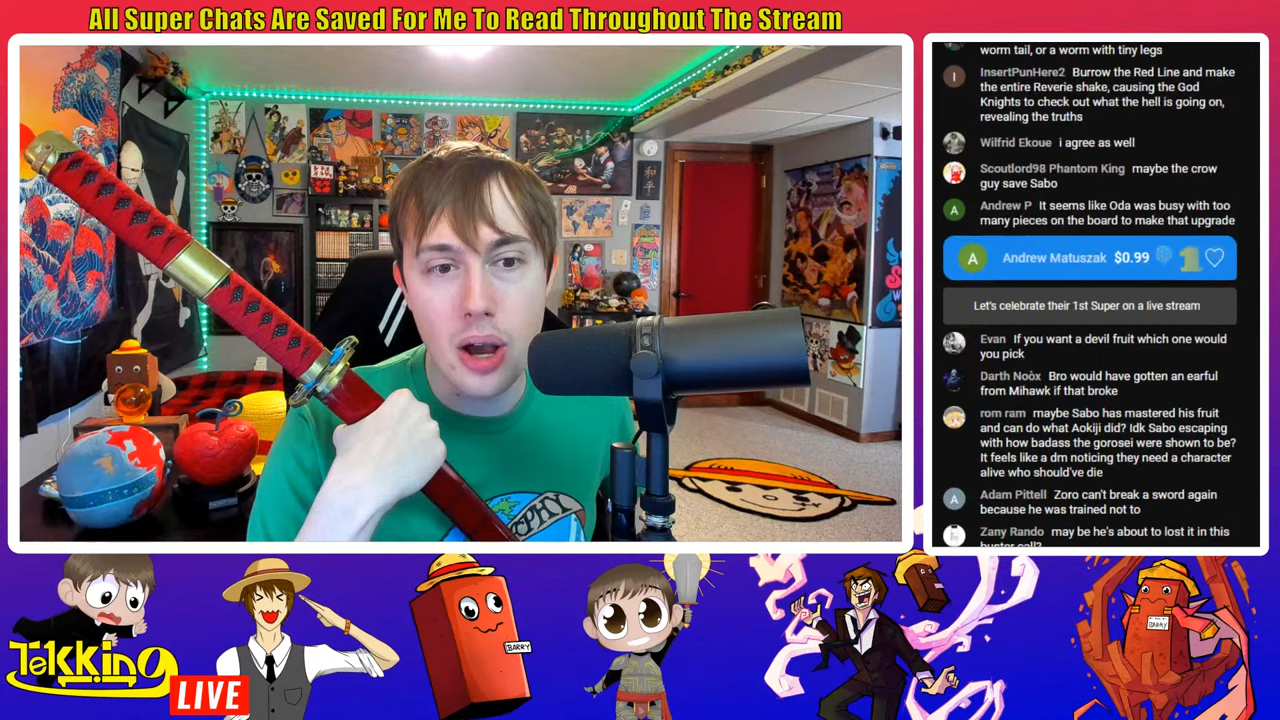 All Super Chats Are Saved For Me To Read Throughout The Stream
worm tail, or a worm with tiny legs
I
InsertPunHere2 Burrow the Red Line and make
the entire Reverie shake, causing the God
Knights to check out what the hell is going on,
revealing the truths
Wilfrid Ekoue i agree as well
Scoutlord98 Phantom King maybe the crow
guy save Sabo
A
Andrew P It seems like Oda was busy with too
many pieces on the board to make that upgrade
A
Andrew Matuszak $0.99
Let's celebrate their 1st Super on a live stream
Evan If you want a devil fruit which one would
you pick
Darth Noòx Bro would have gotten an earful
from Mihawk if that broke
rom ram maybe Sabo has mastered his fruit
and can do what Aokiji did? Idk Sabo escaping
with how badass the gorosei were shown to be?
It feels like a dm noticing they need a character
alive who should've die
A
Adam Pittell Zoro can't break a sword again
because he was trained not to
Zany Rando may be he's about to lost it in this
buster call?
WANTED
和平
BARRY
BARRY
Tekking
LIVE